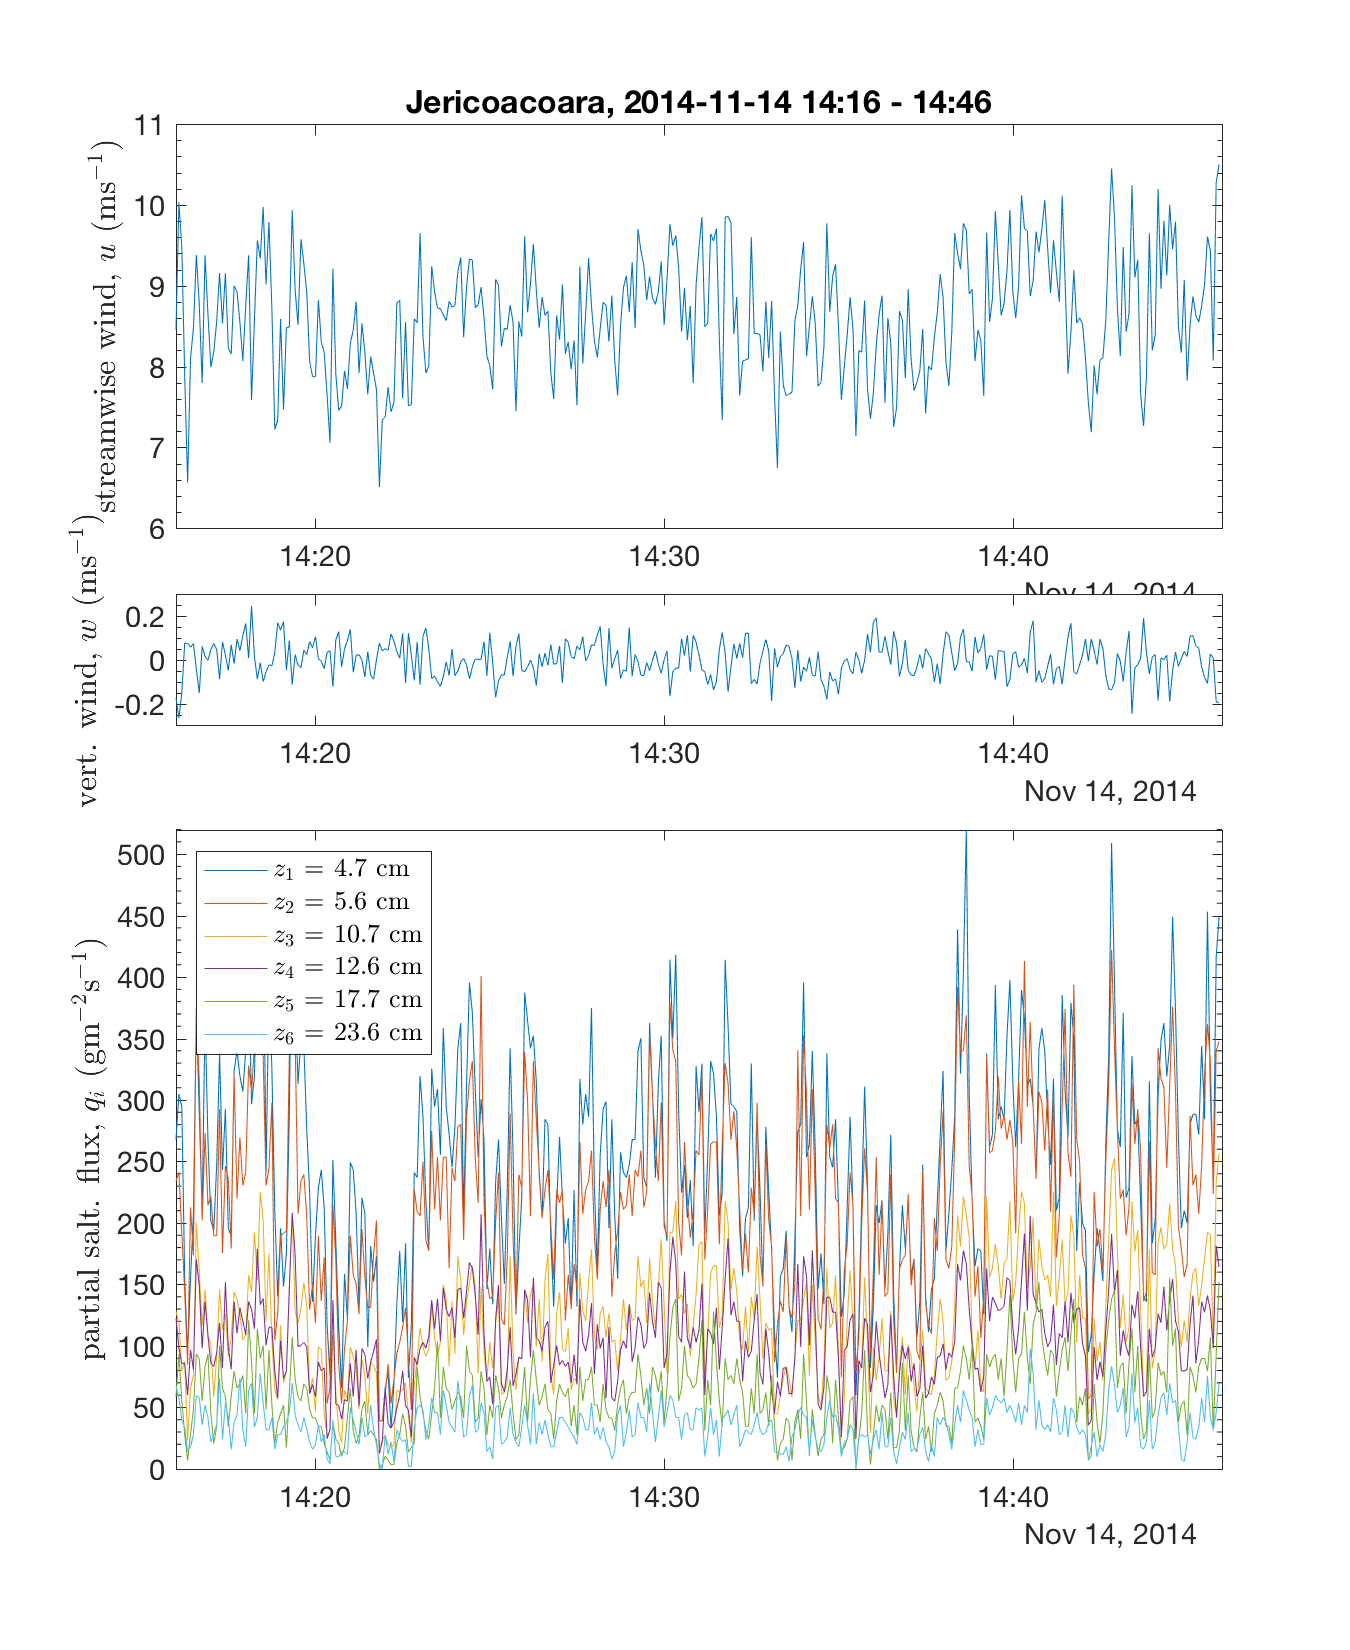 Jericoacoara, 2014-11-14 14:16 - 14:46
streamwise wind, u (ms⁻¹)
11
10
9
8
7
6
14:20 14:30 14:40
Nov 14, 2014
vert. wind, w (ms⁻¹)
0.2
0
-0.2
14:20 14:30 14:40
Nov 14, 2014
partial salt. flux, qᵢ (gm⁻²s⁻¹)
500
450
400
350
300
250
200
150
100
50
0
z₁ = 4.7 cm
z₂ = 5.6 cm
z₃ = 10.7 cm
z₄ = 12.6 cm
z₅ = 17.7 cm
z₆ = 23.6 cm
14:20 14:30 14:40
Nov 14, 2014